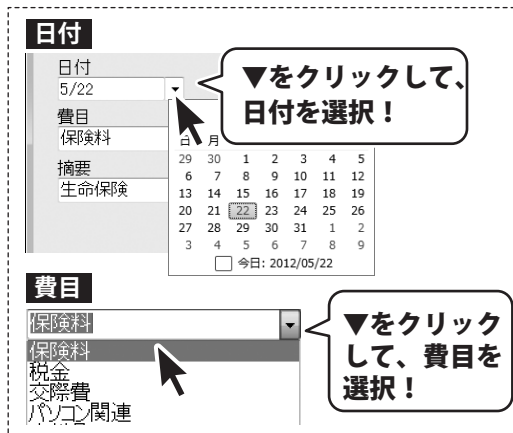 日付
日付
5/22
▼をクリックして、
日付を選択！
費目
保険料
摘要
生命保険
日 月
29 30 1 2 3 4 5
6 7 8 9 10 11 12
13 14 15 16 17 18 19
20 21 22 23 24 25 26
27 28 29 30 31 1 2
3 4 5 6 7 8 9
今日: 2012/05/22
費目
保険料
▼をクリック
して、費目を
選択！
保険料
税金
交際費
パソコン関連